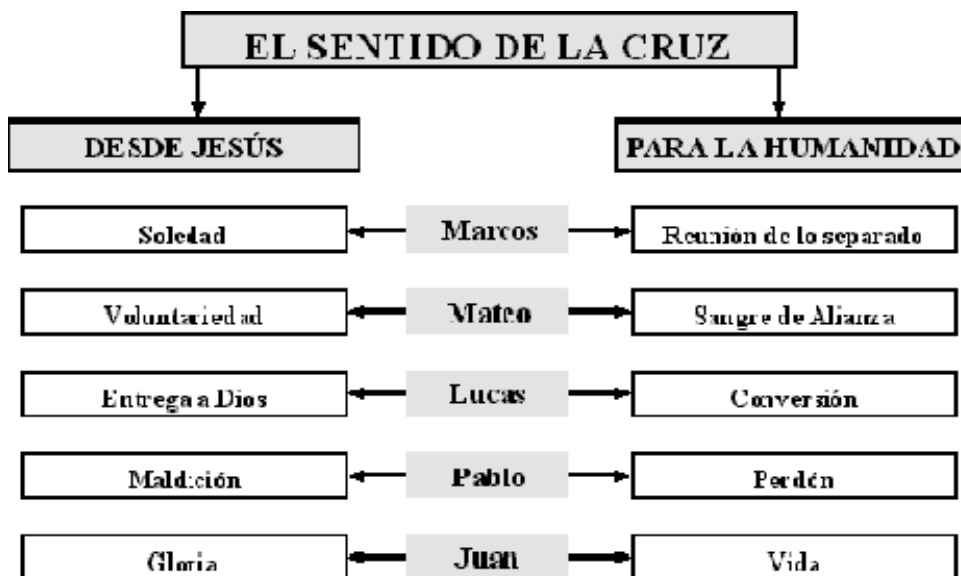 EL SENTIDO DE LA CRUZ
DESDE JESÚS
PARA LA HUMANIDAD
Soledad
Marcos
Reunión de lo separado
Voluntariedad
Mateo
Sangre de Alianza
Entrega a Dios
Lucas
Conversión
Maldición
Pablo
Perdón
Gloria
Juan
Vida